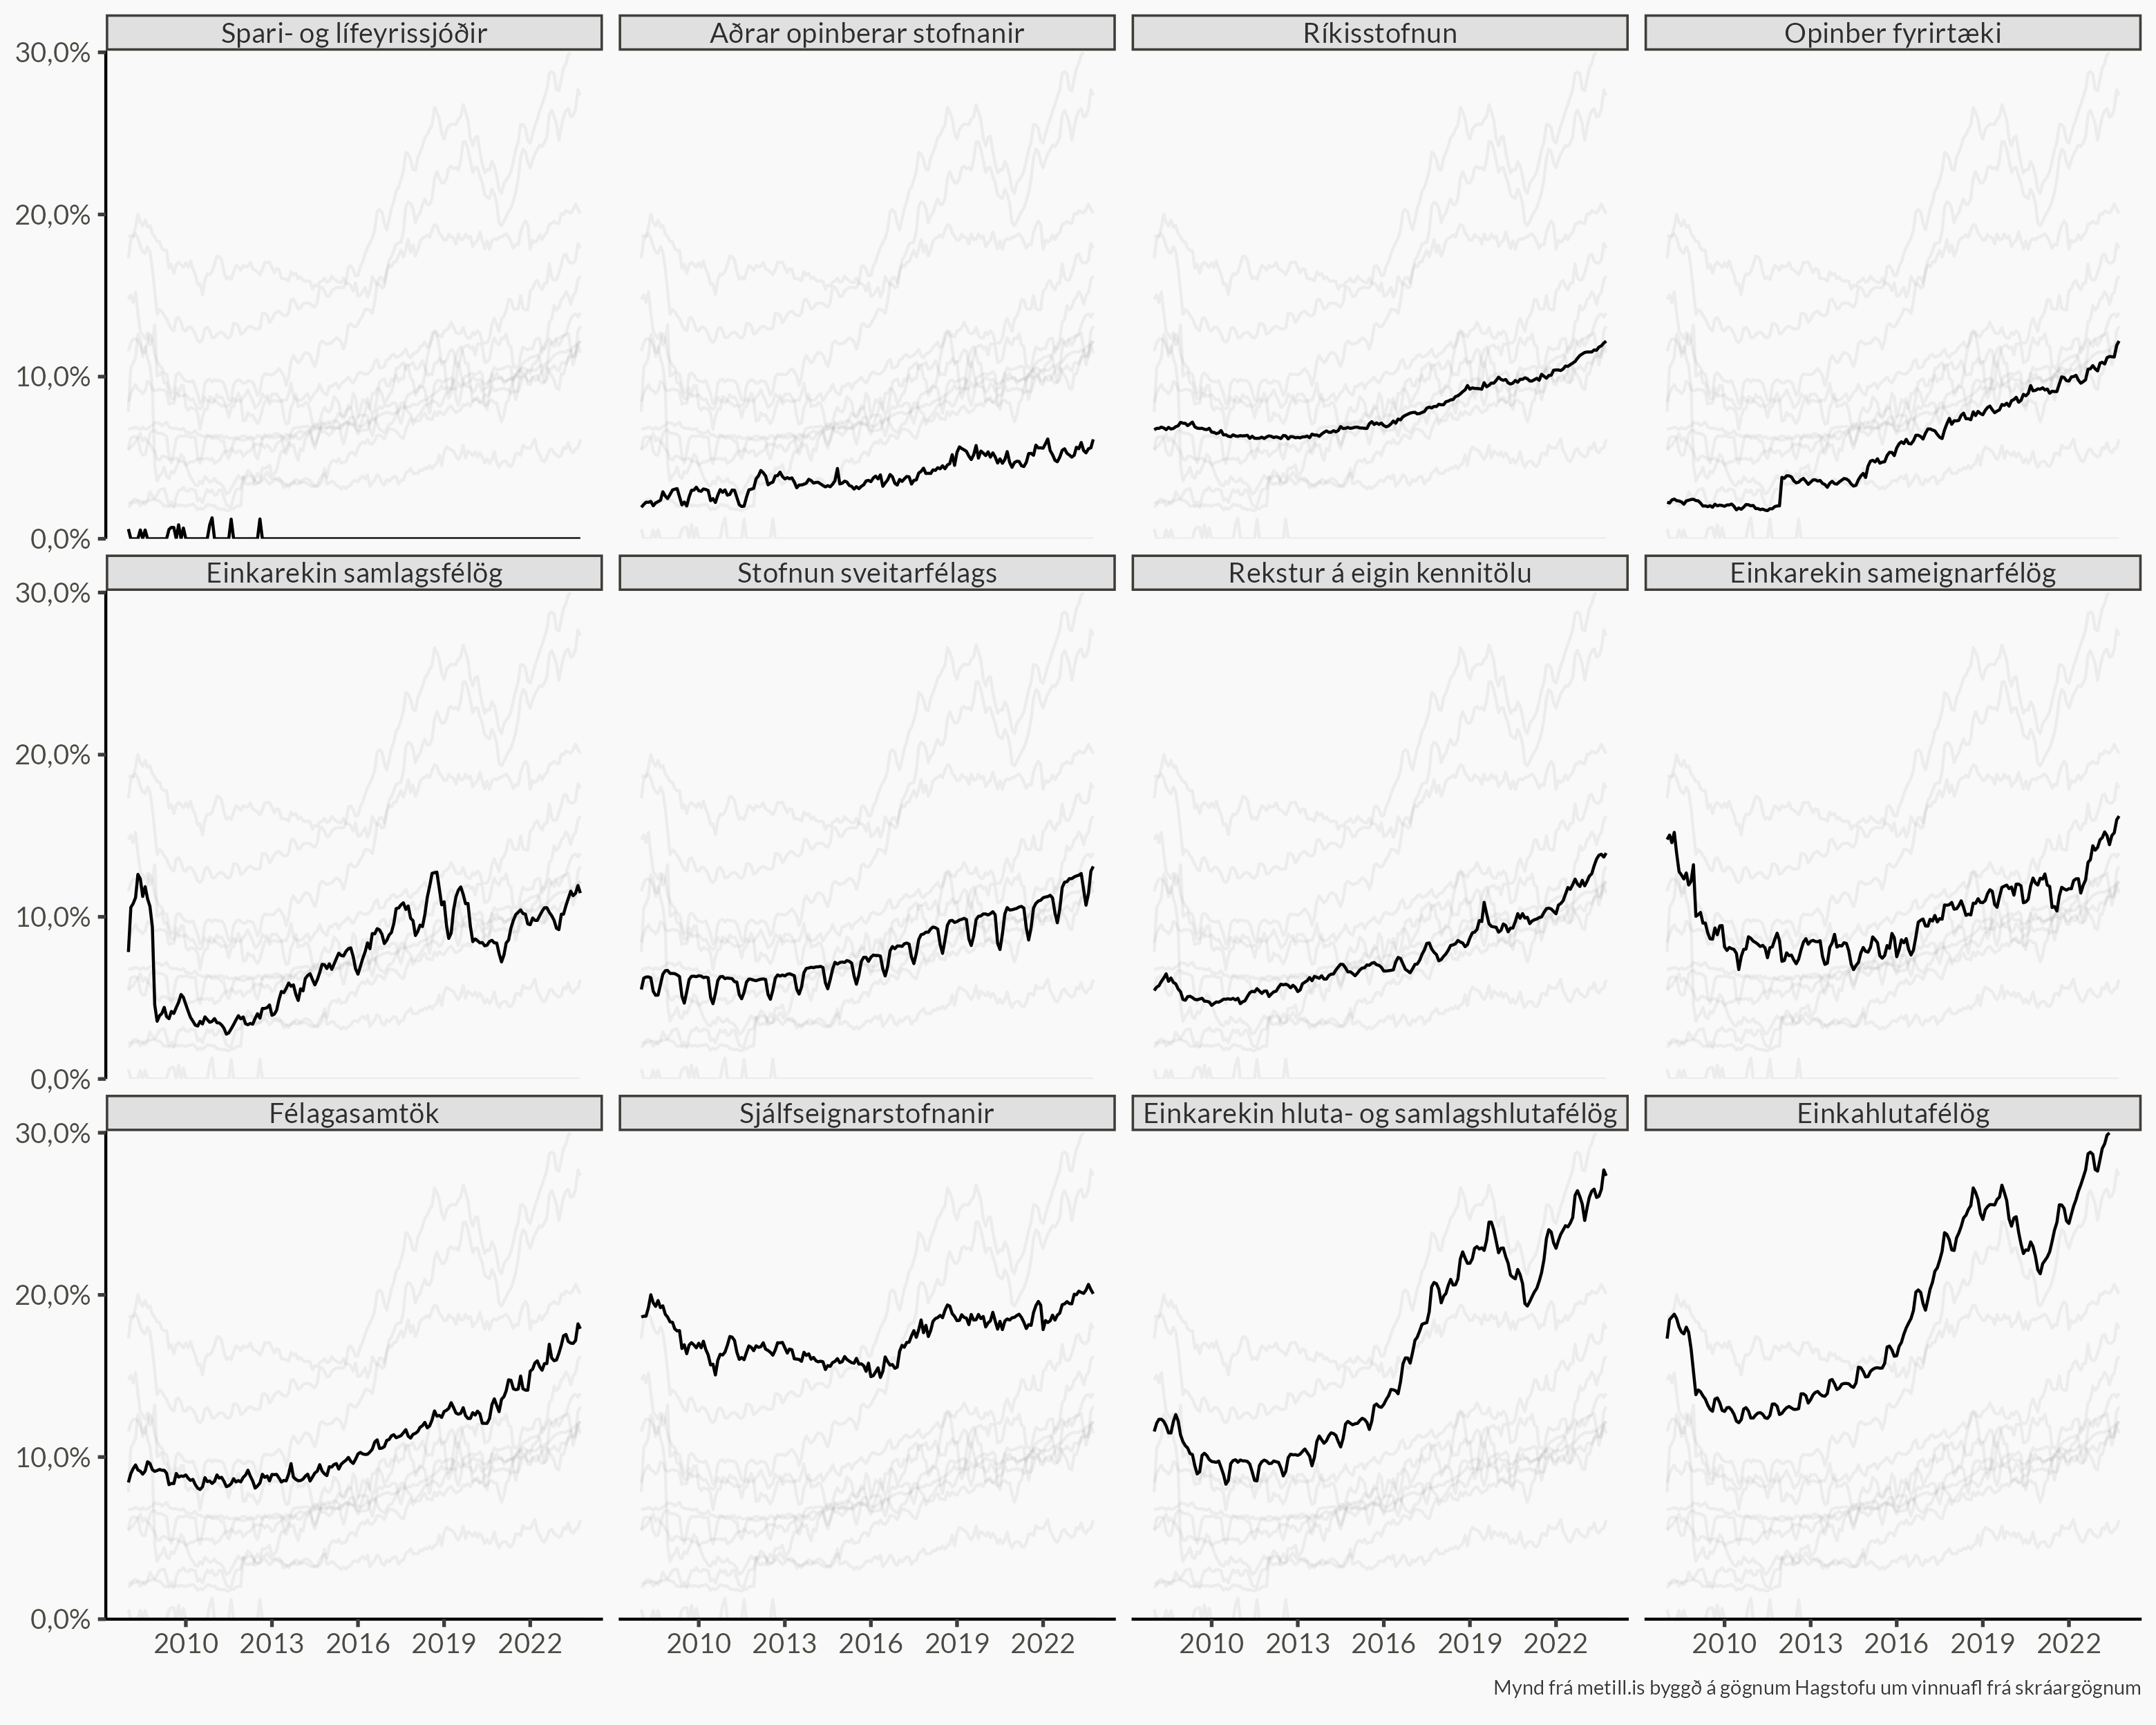 Spari- og lífeyrissjóðir
Aðrar opinberar stofnanir
Ríkisstofnun
Opinber fyrirtæki
30,0%
20,0%
10,0%
0,0%
Einkarekin samlagsfélög
Stofnun sveitarfélags
Rekstur á eigin kennitölu
Einkarekin sameignarfélög
30,0%
20,0%
10,0%
0,0%
Félagasamtök
Sjálfseignarstofnanir
Einkarekin hluta- og samlagshlutafélög
Einkahlutafélög
30,0%
20,0%
10,0%
0,0%
2010 2013 2016 2019 2022
2010 2013 2016 2019 2022
2010 2013 2016 2019 2022
2010 2013 2016 2019 2022
Mynd frá metill.is byggð á gögnum Hagstofu um vinnuafl frá skráargögnum